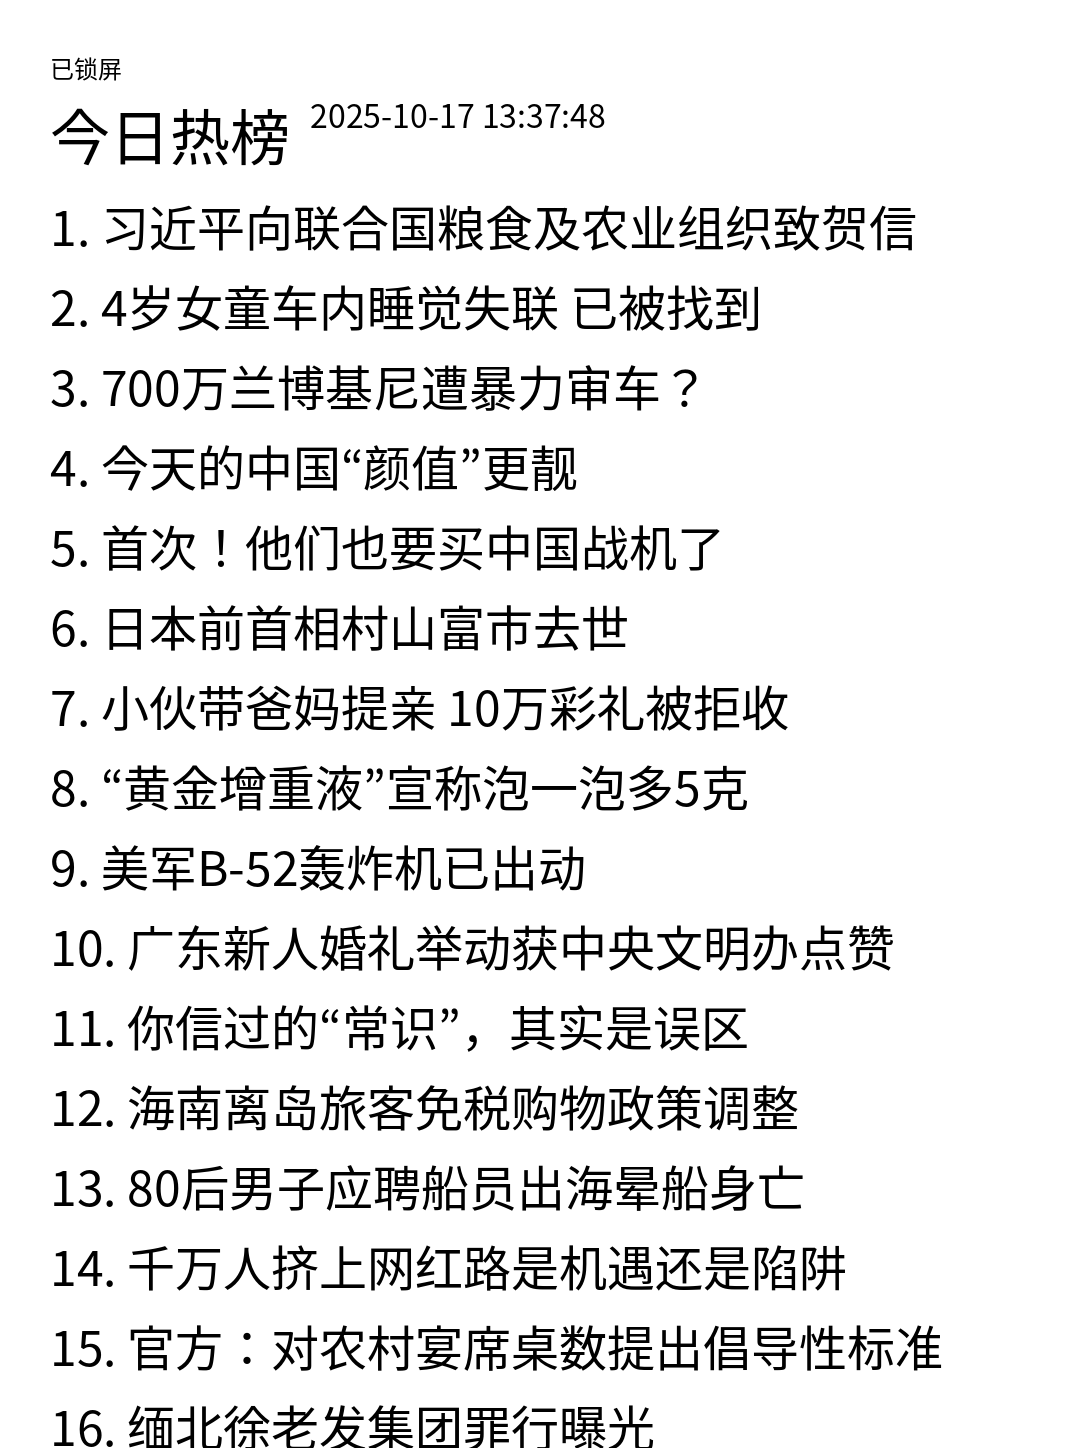 已锁屏
今日热榜 2025-10-17 13:37:48
1. 习近平向联合国粮食及农业组织致贺信
2. 4岁女童车内睡觉失联 已被找到
3. 700万兰博基尼遭暴力审车？
4. 今天的中国“颜值”更靓
5. 首次！他们也要买中国战机了
6. 日本前首相村山富市去世
7. 小伙带爸妈提亲 10万彩礼被拒收
8. “黄金增重液”宣称泡一泡多5克
9. 美军B-52轰炸机已出动
10. 广东新人婚礼举动获中央文明办点赞
11. 你信过的“常识”，其实是误区
12. 海南离岛旅客免税购物政策调整
13. 80后男子应聘船员出海晕船身亡
14. 千万人挤上网红路是机遇还是陷阱
15. 官方：对农村宴席桌数提出倡导性标准
16. 缅北徐老发集团罪行曝光